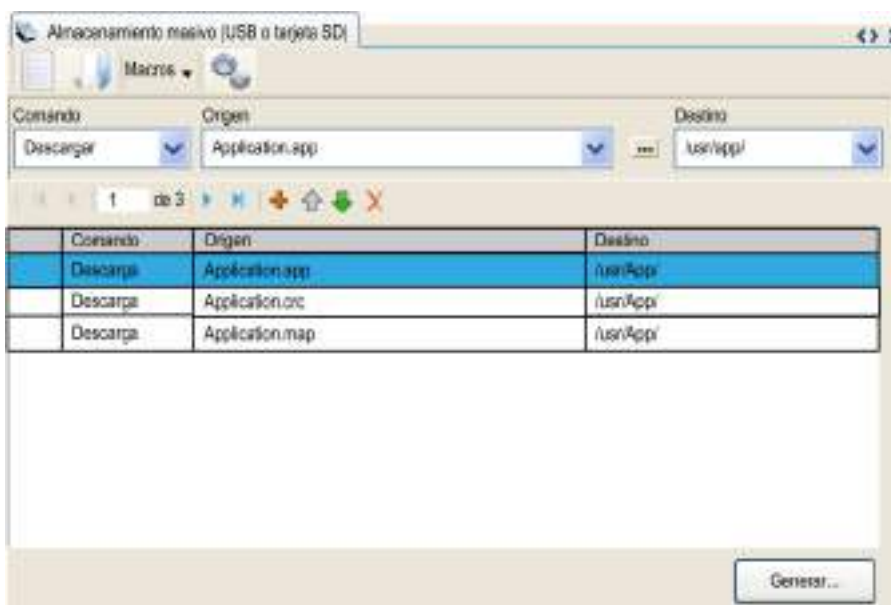 Almacenamiento masivo (USB o tarjeta SD)
Macros
Comando Origen Destino
Descargar Application.app ... /usr/app/
1 de 3
Comando Origen Destino
Descarga Application.app /usr/App/
Descarga Application.crc /usr/App/
Descarga Application.map /usr/App/
Generar...